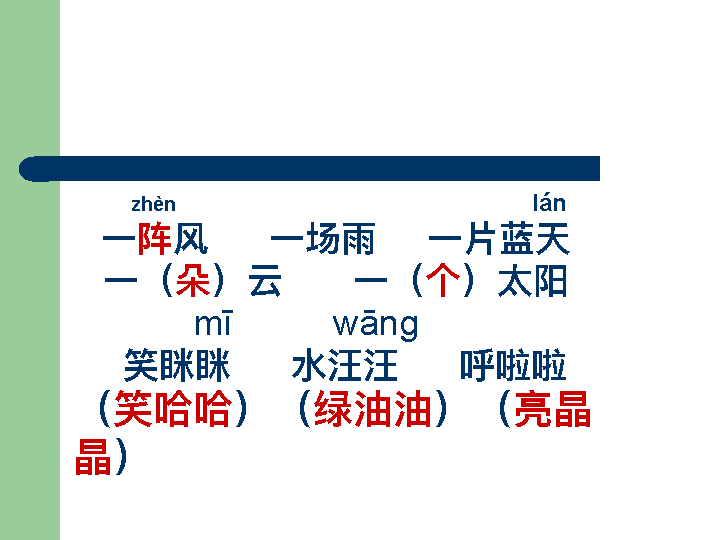 zhèn lán
一阵风 一场雨 一片蓝天
一（朵）云 一（个）太阳
mī wāng
笑眯眯 水汪汪 呼啦啦
（笑哈哈）（绿油油）（亮晶
晶）